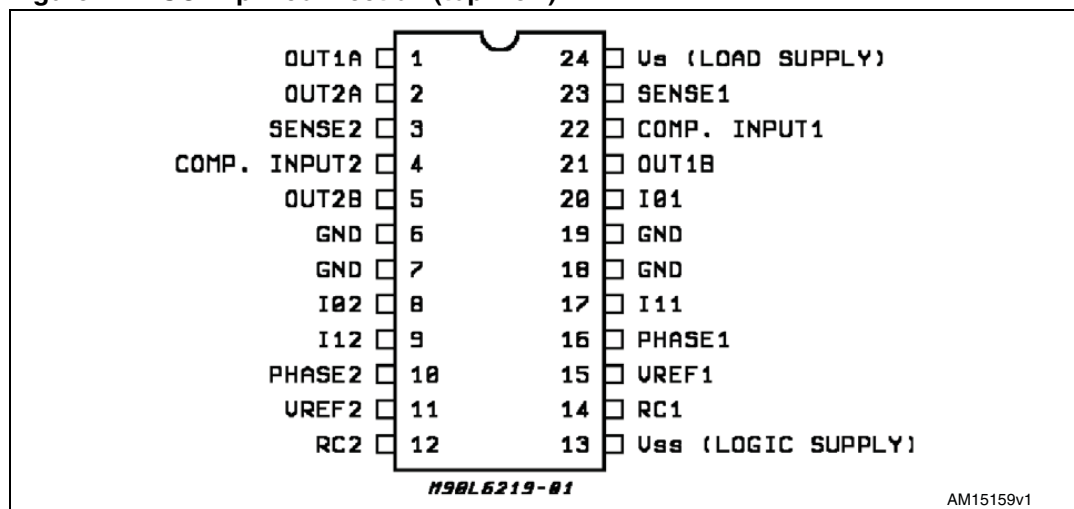 OUT1A 1 24 Vs (LOAD SUPPLY)
OUT2A 2 23 SENSE1
SENSE2 3 22 COMP. INPUT1
COMP. INPUT2 4 21 OUT1B
OUT2B 5 20 I01
GND 6 19 GND
GND 7 18 GND
I02 8 17 I11
I12 9 16 PHASE1
PHASE2 10 15 VREF1
VREF2 11 14 RC1
RC2 12 13 Vss (LOGIC SUPPLY)
M90L6219-01
AM15159v1